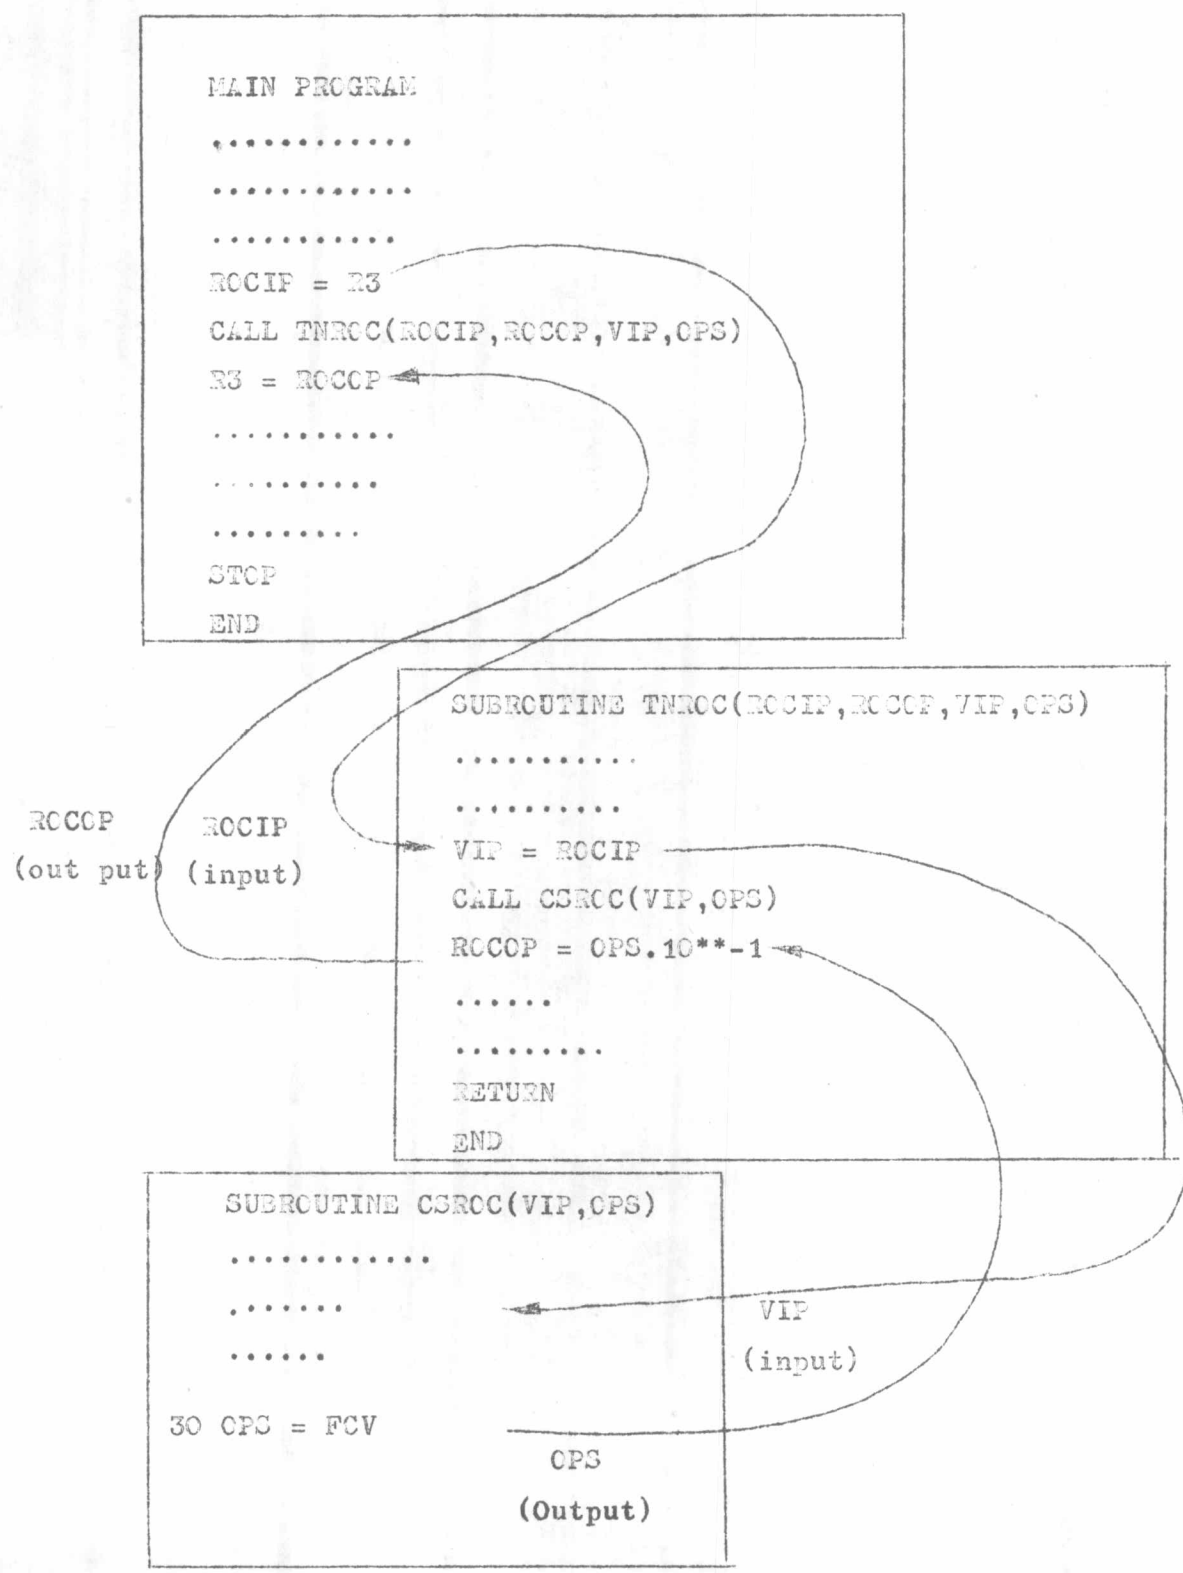 MAIN PROGRAM
............
............
...........
ROCIP = R3
CALL TNROC(ROCIP,ROCOP,VIP,OPS)
R3 = ROCOP
...........
..........
.........
STOP
END
SUBROUTINE TNROC(ROCIP,ROCOP,VIP,OPS)
...........
..........
VIP = ROCIP
CALL CSROC(VIP,OPS)
ROCOP = OPS.10**-1
......
.........
RETURN
END
ROCOP
(out put)
ROCIP
(input)
SUBROUTINE CSROC(VIP,OPS)
............
.......
......
30 OPS = FCV
VIP
(input)
OPS
(Output)